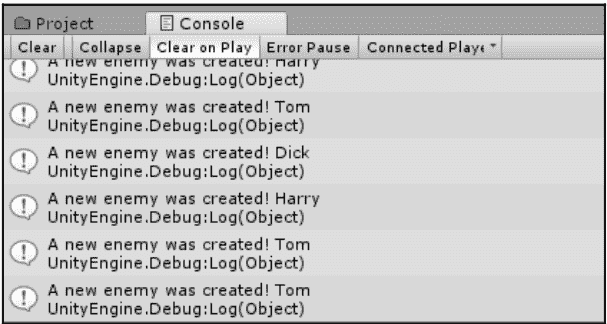 Project
Console
Clear
Collapse
Clear on Play
Error Pause
Connected Playe
A new enemy was created! Harry
UnityEngine.Debug:Log(Object)
A new enemy was created! Tom
UnityEngine.Debug:Log(Object)
A new enemy was created! Dick
UnityEngine.Debug:Log(Object)
A new enemy was created! Harry
UnityEngine.Debug:Log(Object)
A new enemy was created! Tom
UnityEngine.Debug:Log(Object)
A new enemy was created! Tom
UnityEngine.Debug:Log(Object)